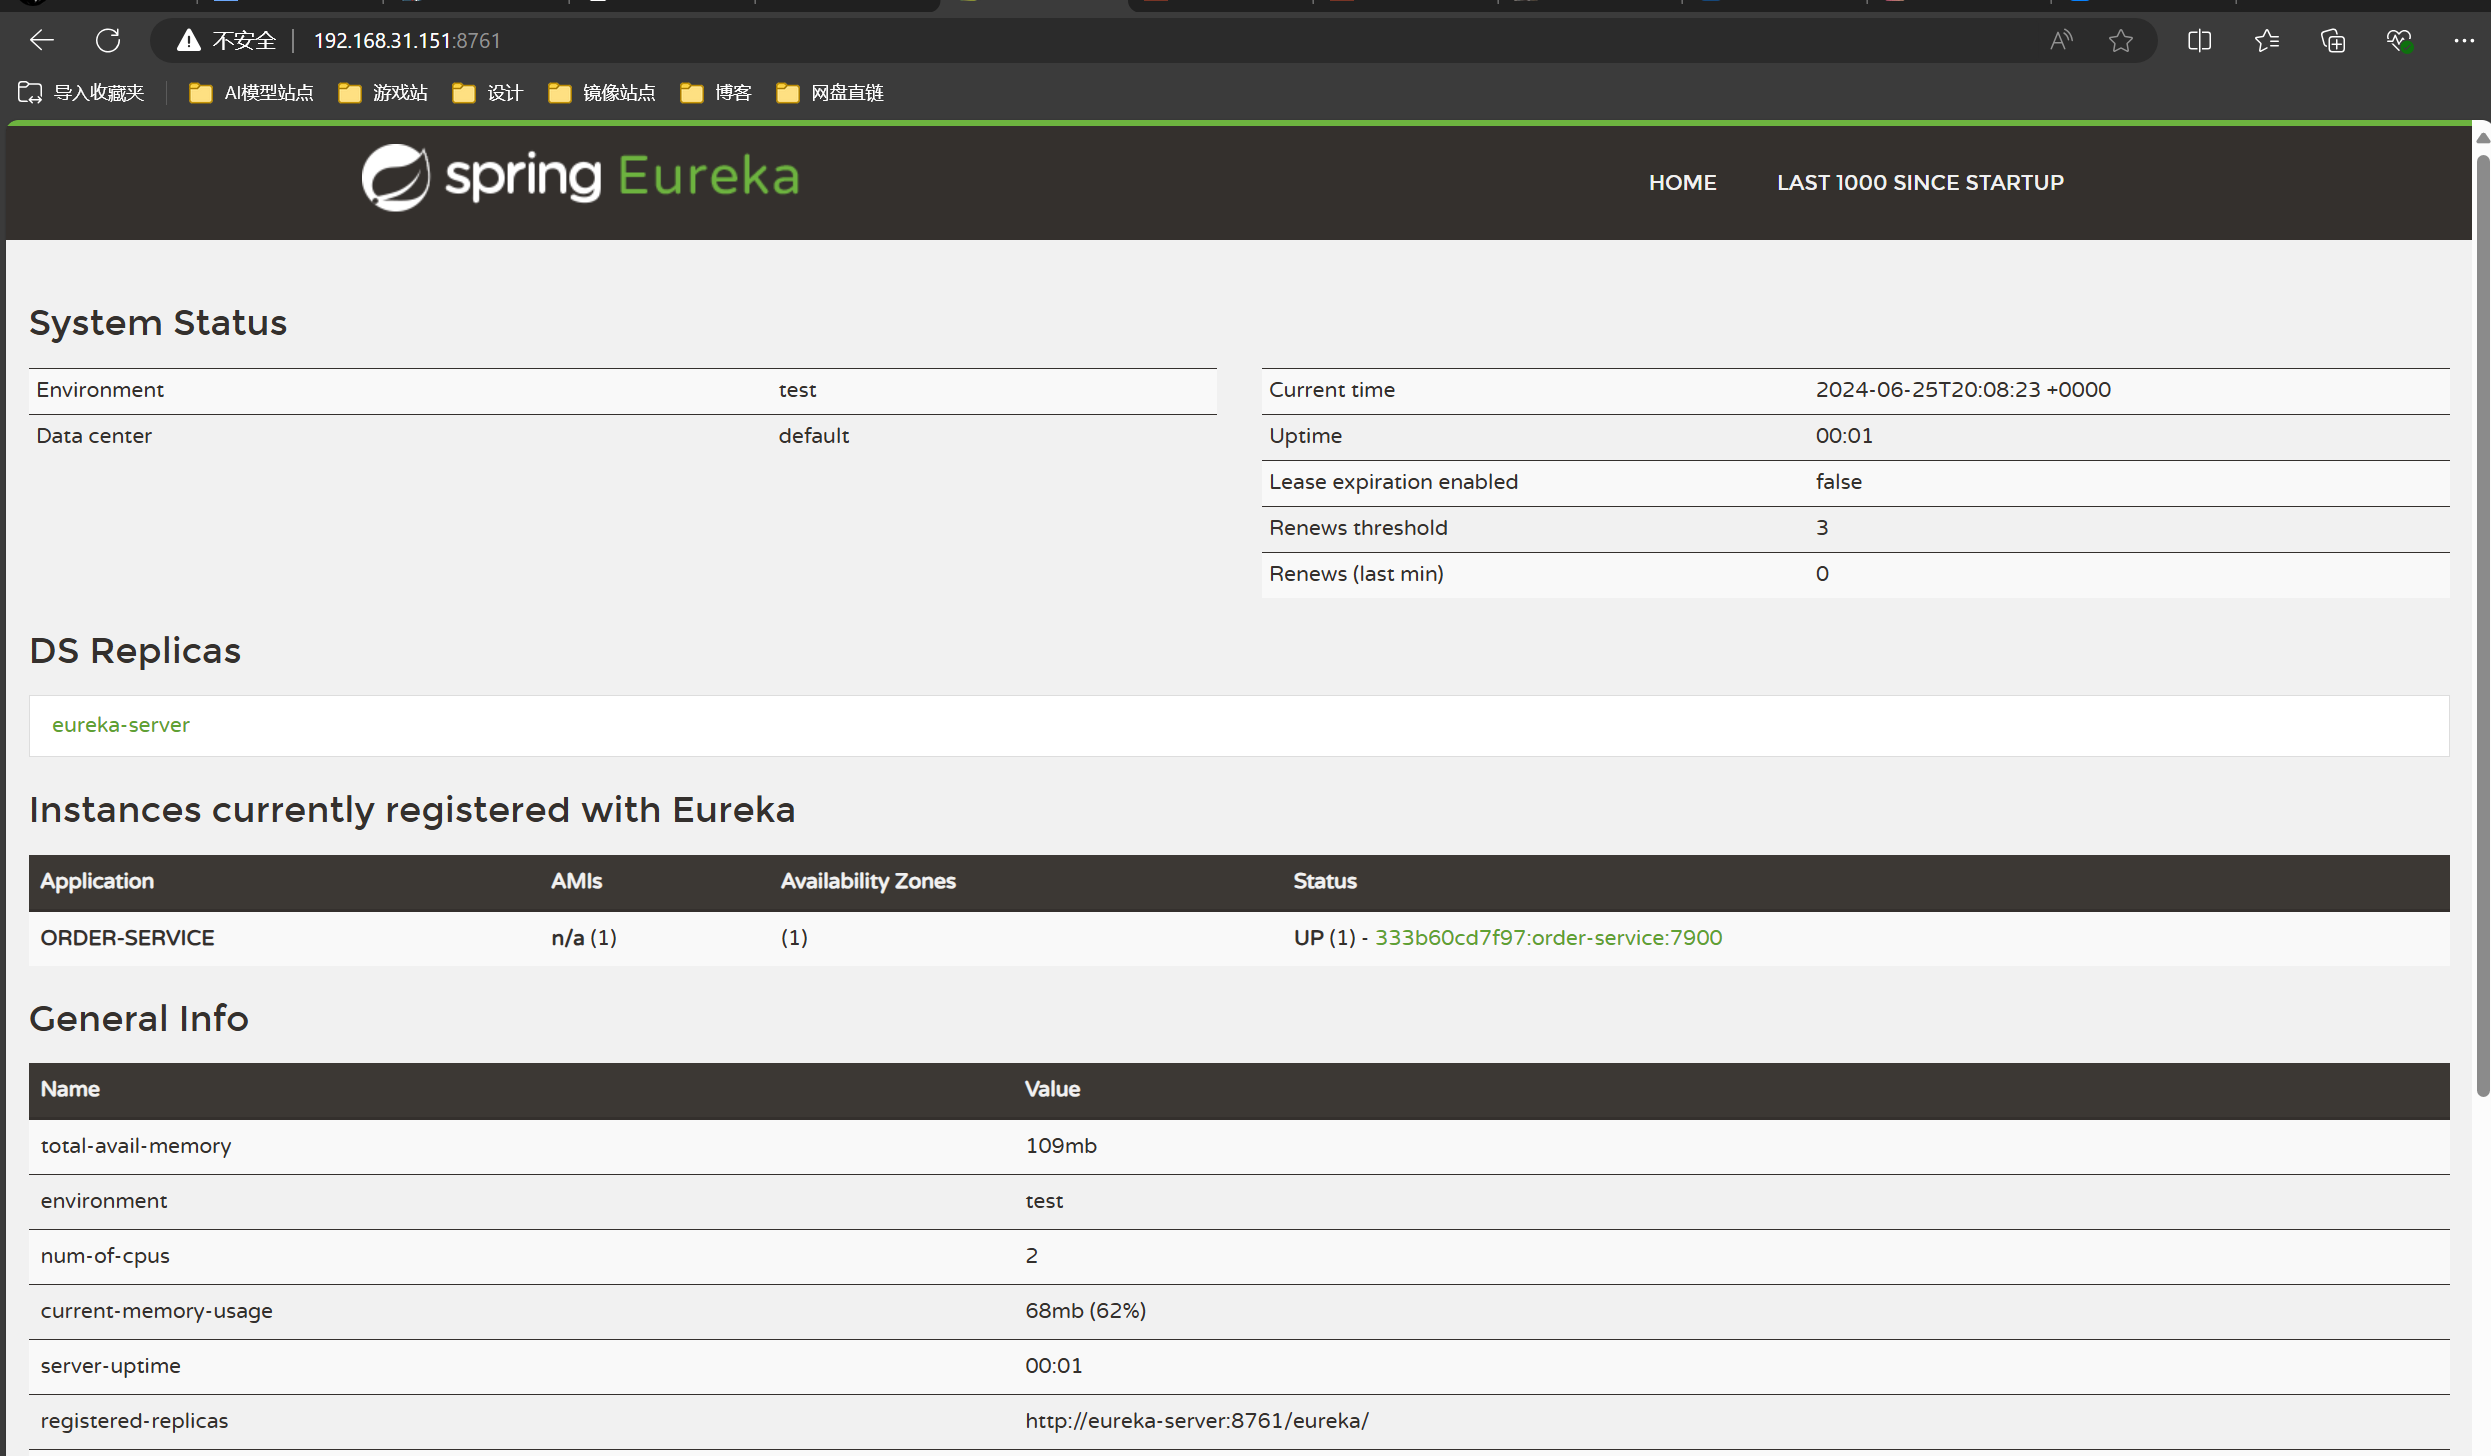 不安全 192.168.31.151:8761
导入收藏夹 AI模型站点 游戏站 设计 镜像站点 博客 网盘直链
spring Eureka HOME LAST 1000 SINCE STARTUP
System Status
Environment test
Data center default
Current time 2024-06-25T20:08:23 +0000
Uptime 00:01
Lease expiration enabled false
Renews threshold 3
Renews (last min) 0
DS Replicas
eureka-server
Instances currently registered with Eureka
Application AMIs Availability Zones Status
ORDER-SERVICE n/a (1) (1) UP (1) - 333b60cd7f97:order-service:7900
General Info
Name Value
total-avail-memory 109mb
environment test
num-of-cpus 2
current-memory-usage 68mb (62%)
server-uptime 00:01
registered-replicas http://eureka-server:8761/eureka/